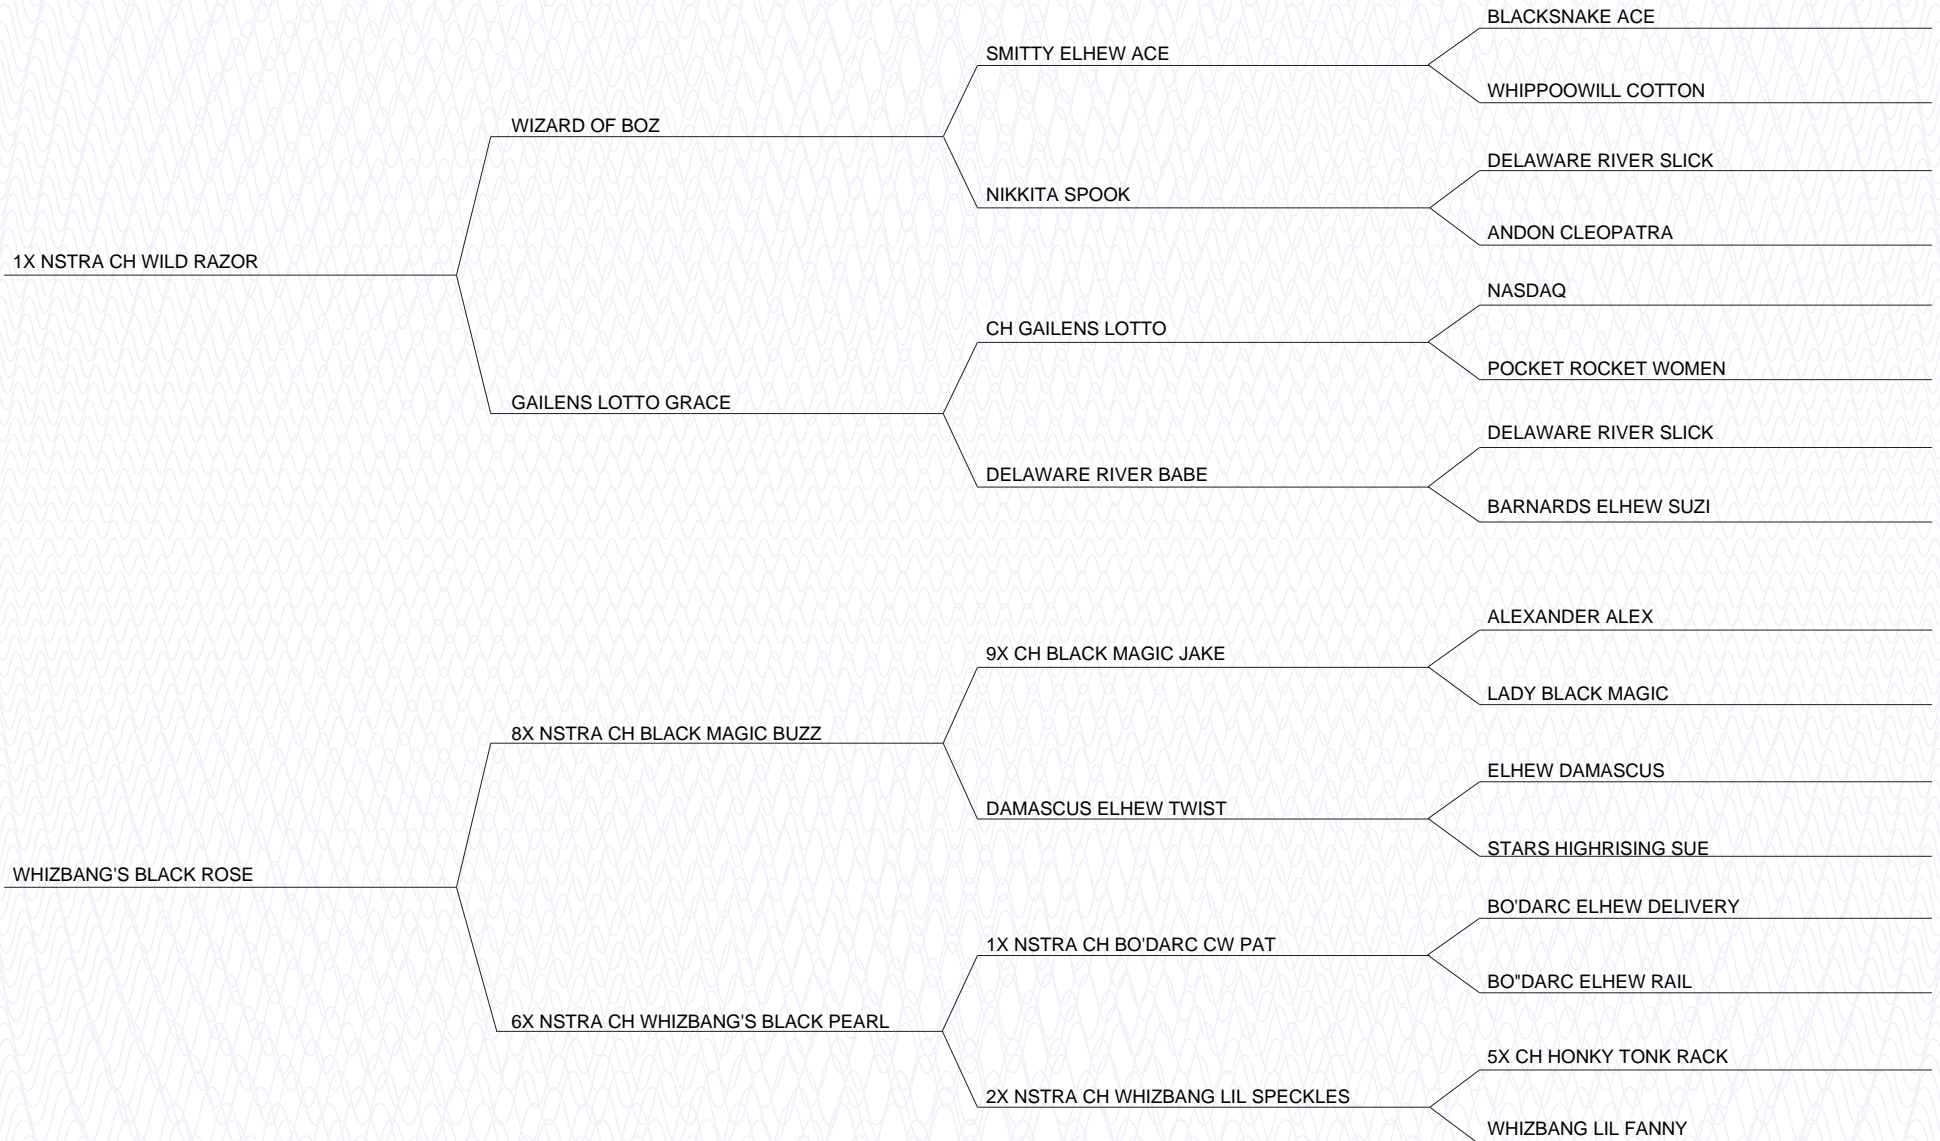 BLACKSNAKE ACE
SMITTY ELHEW ACE
WHIPPOOWILL COTTON
WIZARD OF BOZ
DELAWARE RIVER SLICK
NIKKITA SPOOK
ANDON CLEOPATRA
1X NSTRA CH WILD RAZOR
NASDAQ
CH GAILENS LOTTO
POCKET ROCKET WOMEN
GAILENS LOTTO GRACE
DELAWARE RIVER SLICK
DELAWARE RIVER BABE
BARNARDS ELHEW SUZI
ALEXANDER ALEX
9X CH BLACK MAGIC JAKE
LADY BLACK MAGIC
8X NSTRA CH BLACK MAGIC BUZZ
ELHEW DAMASCUS
DAMASCUS ELHEW TWIST
STARS HIGHRISING SUE
WHIZBANG'S BLACK ROSE
BO'DARC ELHEW DELIVERY
1X NSTRA CH BO'DARC CW PAT
BO"DARC ELHEW RAIL
6X NSTRA CH WHIZBANG'S BLACK PEARL
5X CH HONKY TONK RACK
2X NSTRA CH WHIZBANG LIL SPECKLES
WHIZBANG LIL FANNY